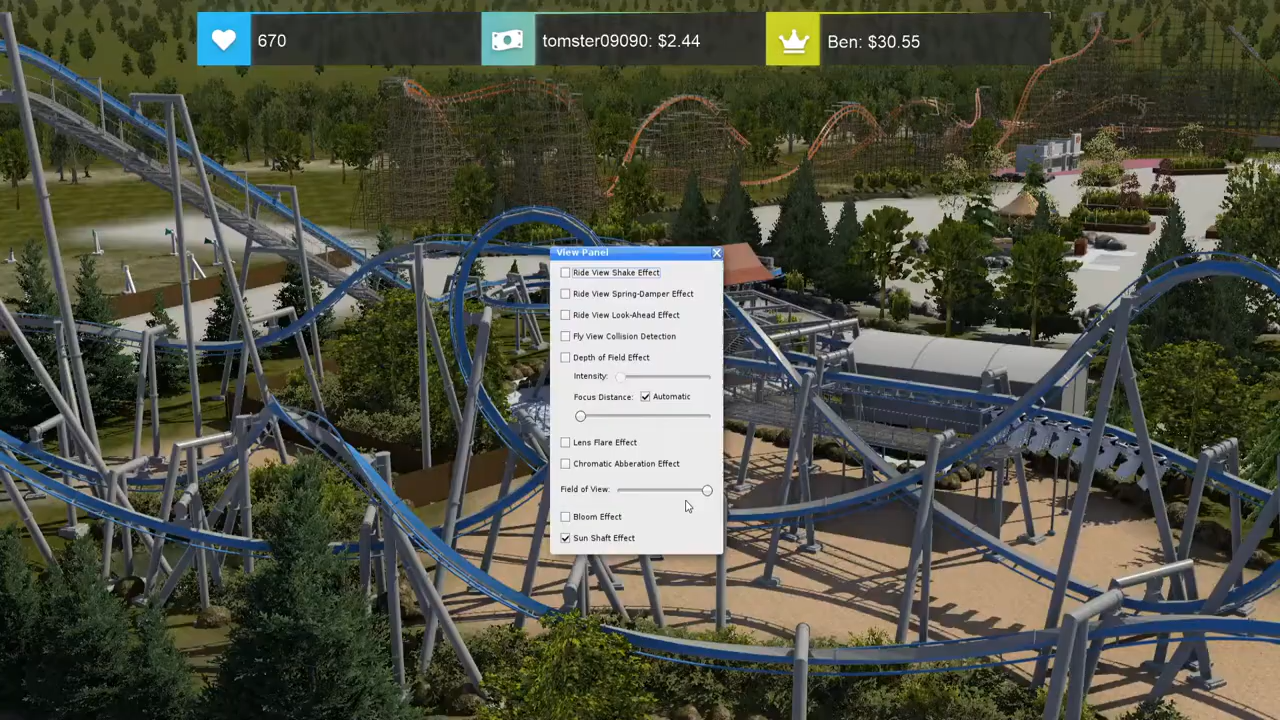 670
tomster09090: $2.44
Ben: $30.55
View Panel
Ride View Shake Effect
Ride View Spring-Damper Effect
Ride View Look-Ahead Effect
Fly View Collision Detection
Depth of Field Effect
Intensity:
Focus Distance: Automatic
Lens Flare Effect
Chromatic Abberation Effect
Field of View:
Bloom Effect
Sun Shaft Effect